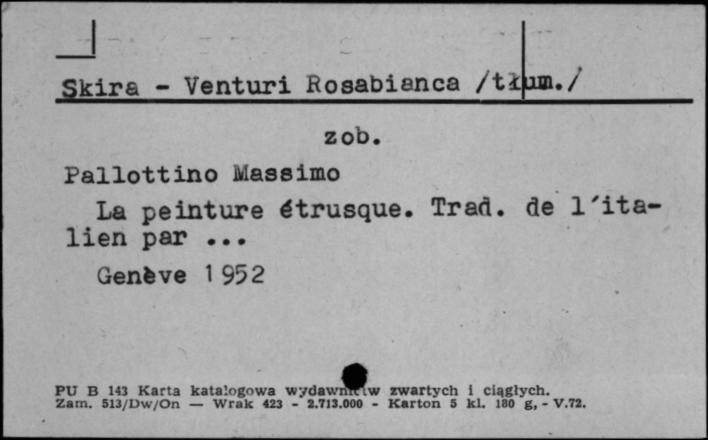 Skira - Venturi Rosabianca /tłum./
zob.
Pallottino Massimo
La peinture étrusque. Trad. de l'ita-
lien par ...
Genève 1952
PU B 143 Karta katalogowa wydawnictw zwartych i ciągłych.
Zam. 513/Dw/On — Wrak 423 - 2.713.000 - Karton 5 kl. 180 g, - V.72.